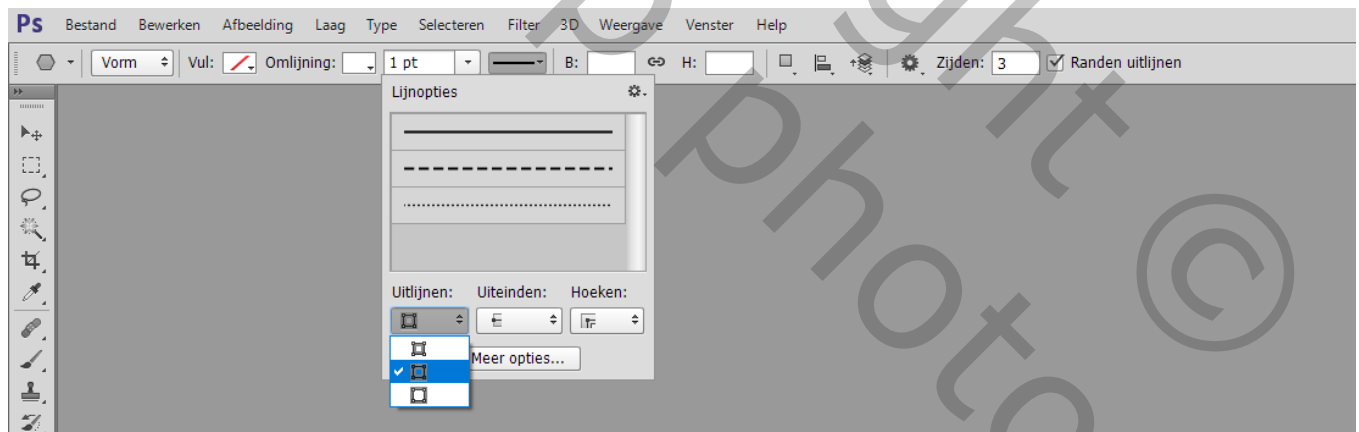 Ps Bestand Bewerken Afbeelding Laag Type Selecteren Filter 3D Weergave Venster Help
Vorm Vul: Omlijning: 1 pt B: H: Zijden: 3 Randen uitlijnen
Lijnopties
Uitlijnen: Uiteinden: Hoeken:
Meer opties...